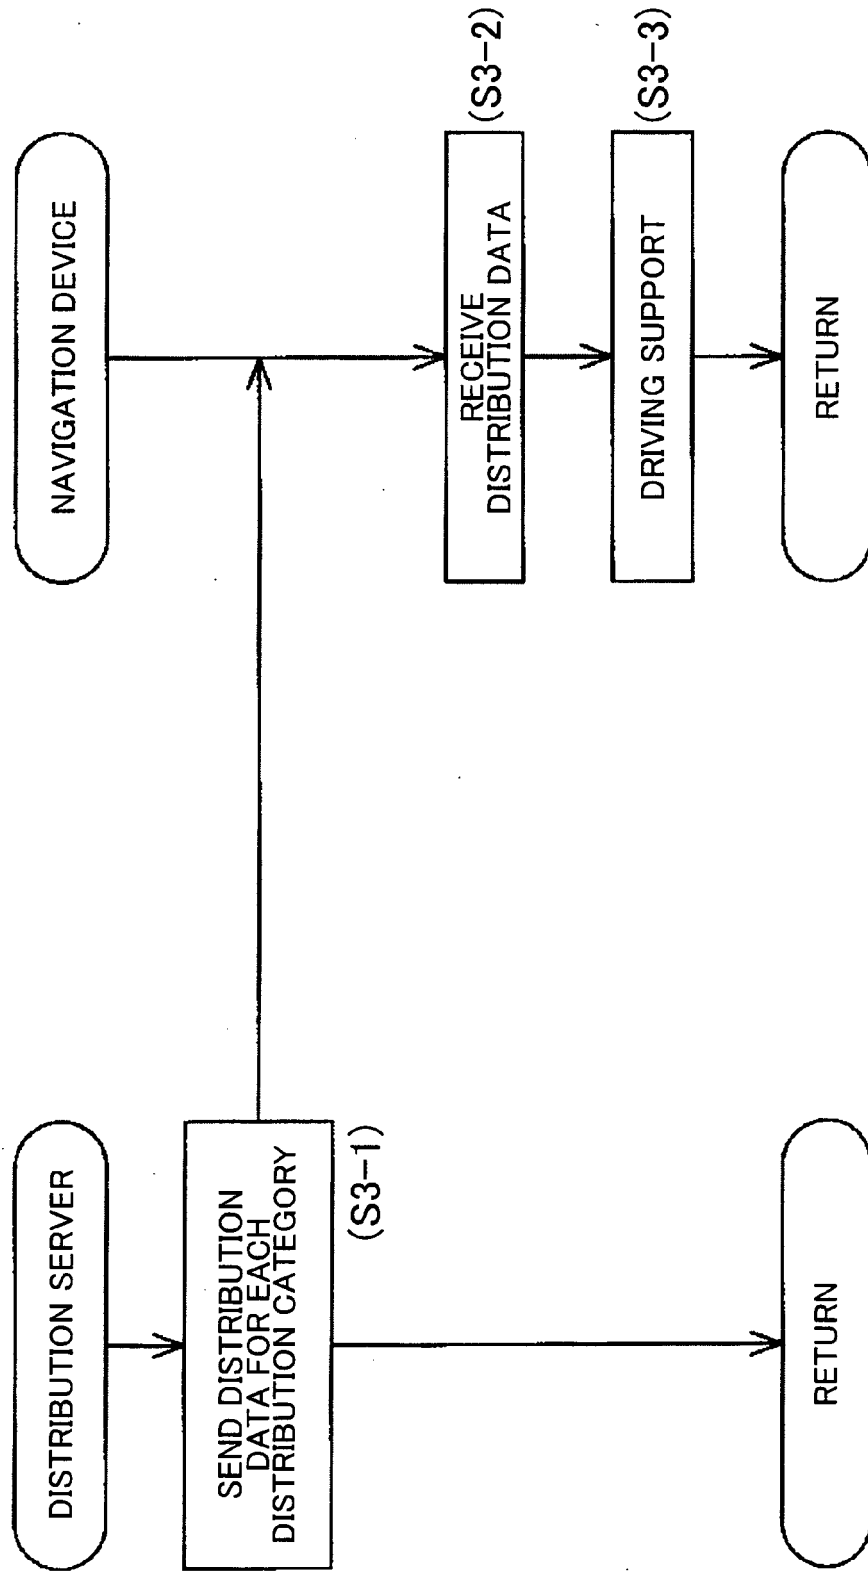 DISTRIBUTION SERVER
SEND DISTRIBUTION
DATA FOR EACH
DISTRIBUTION CATEGORY
(S3-1)
RETURN
NAVIGATION DEVICE
RECEIVE
DISTRIBUTION DATA
(S3-2)
DRIVING SUPPORT
(S3-3)
RETURN